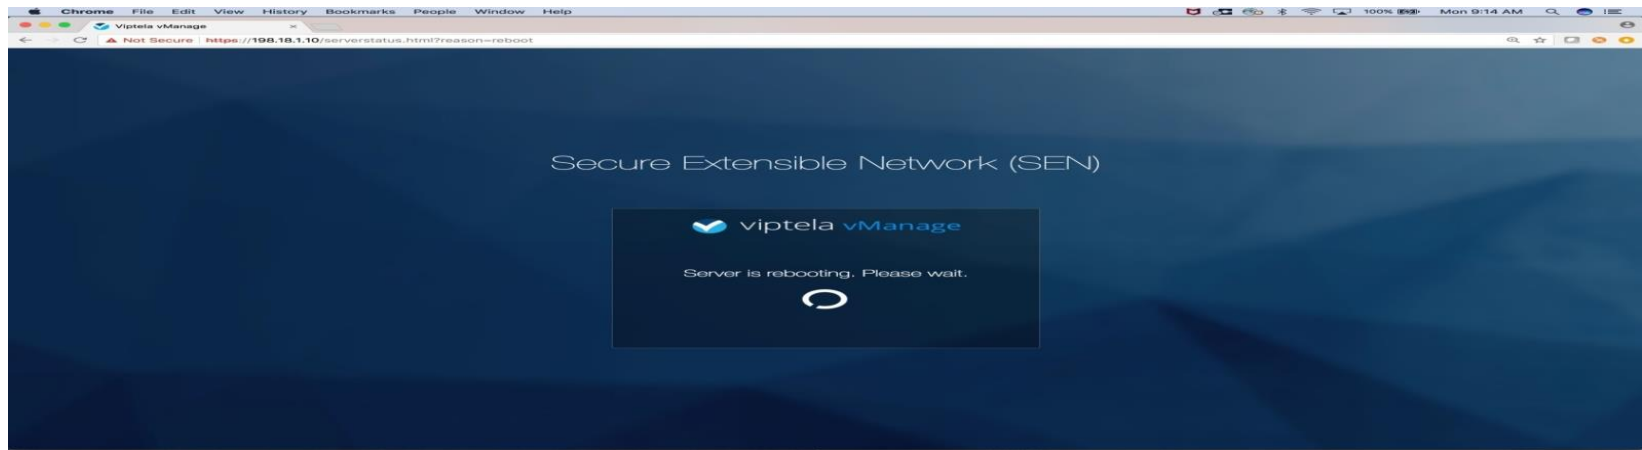 Chrome File Edit View History Bookmarks People Window Help 100% Mon 9:14 AM
Viptela vManage
Not Secure https://198.18.1.10/serverstatus.html?reason=reboot
Secure Extensible Network (SEN)
viptela vManage
Server is rebooting. Please wait.